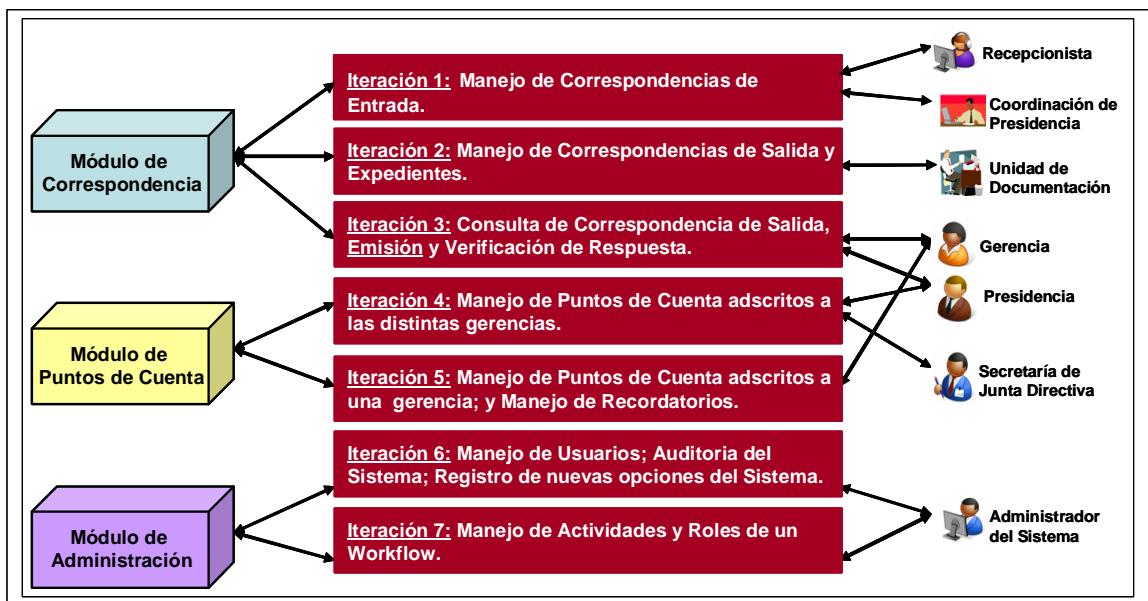 Módulo de
Correspondencia
Módulo de
Puntos de Cuenta
Módulo de
Administración
Iteración 1: Manejo de Correspondencias de
Entrada.
Iteración 2: Manejo de Correspondencias de Salida y
Expedientes.
Iteración 3: Consulta de Correspondencia de Salida,
Emisión y Verificación de Respuesta.
Iteración 4: Manejo de Puntos de Cuenta adscritos a
las distintas gerencias.
Iteración 5: Manejo de Puntos de Cuenta adscritos a
una gerencia; y Manejo de Recordatorios.
Iteración 6: Manejo de Usuarios; Auditoria del
Sistema; Registro de nuevas opciones del Sistema.
Iteración 7: Manejo de Actividades y Roles de un
Workflow.
Recepcionista
Coordinación de
Presidencia
Unidad de
Documentación
Gerencia
Presidencia
Secretaría de
Junta Directiva
Administrador
del Sistema